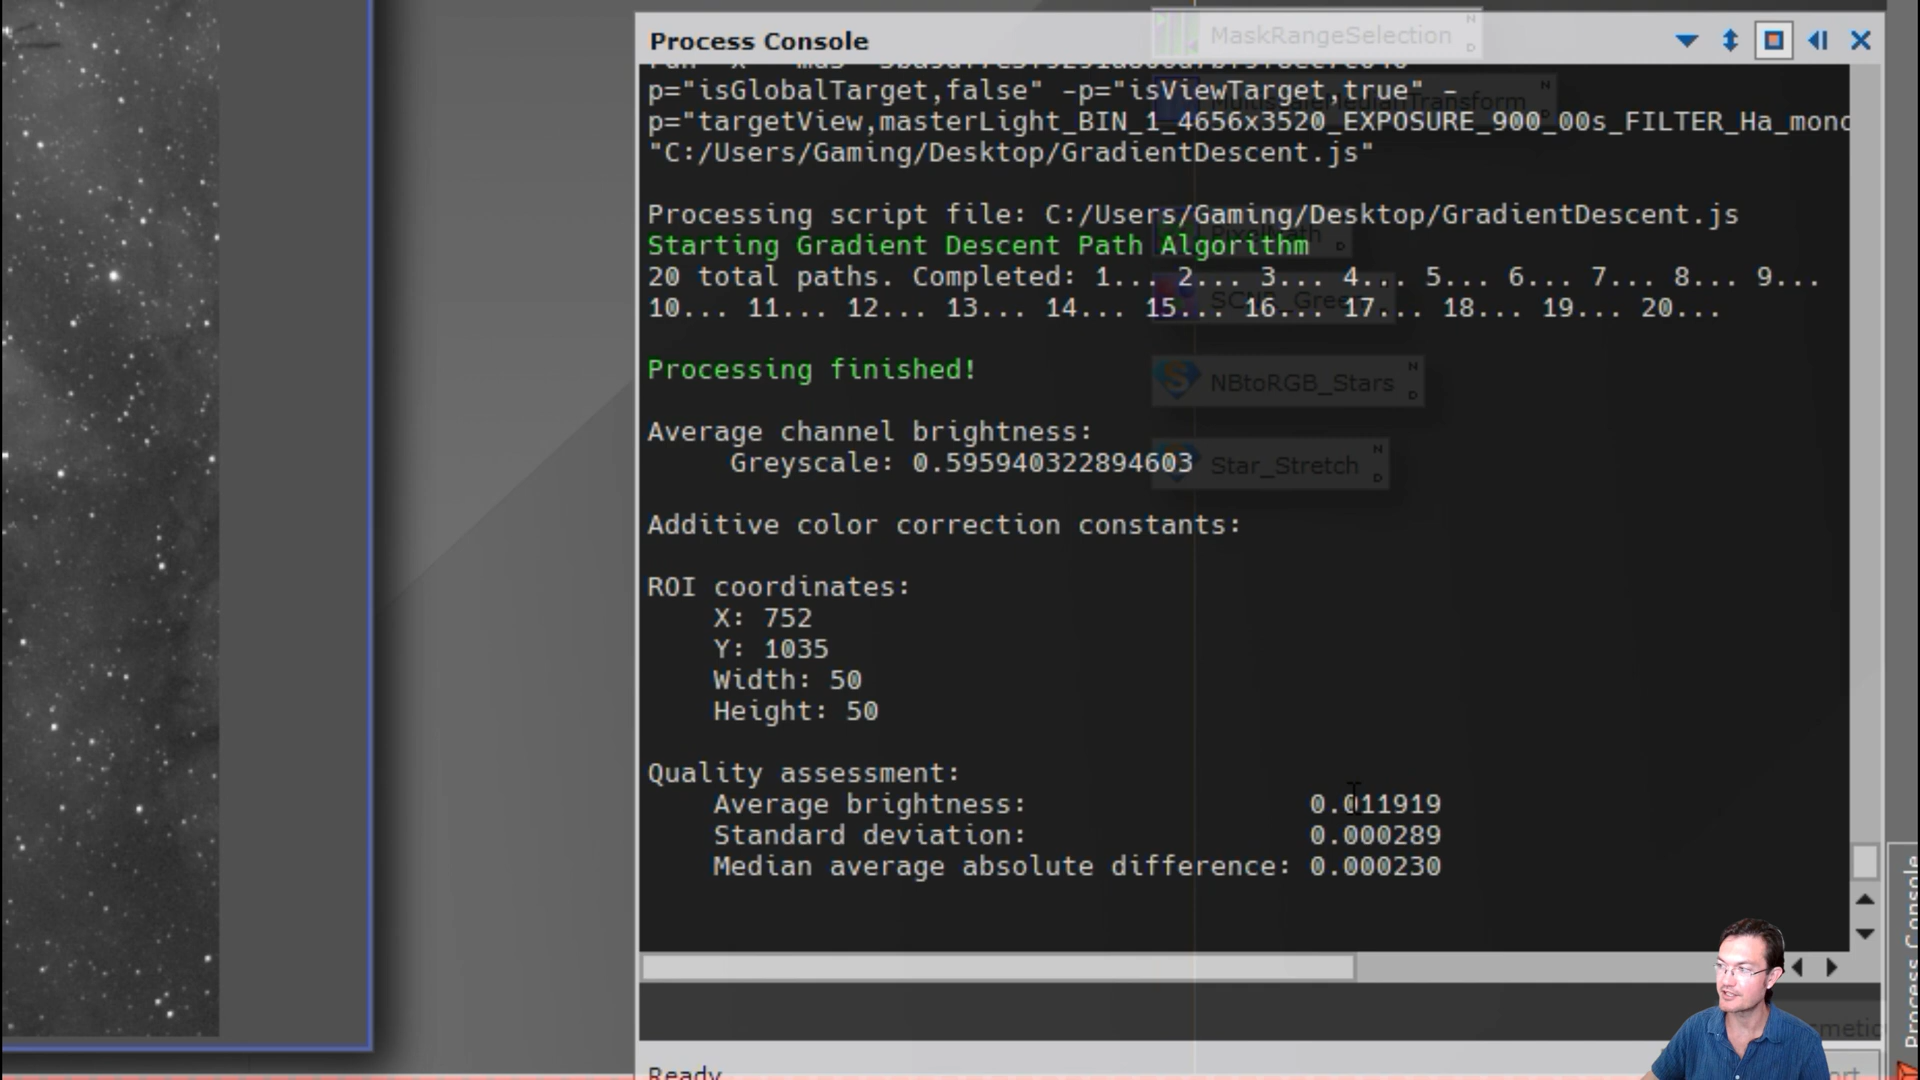 MaskRangeSelection
N
D
Process Console
p="isGlobalTarget,false" -p="isViewTarget,true" -
N
p="targetView,masterLight_BIN_1_4656x3520_EXPOSURE_900_00s_FILTER_Ha_mono
"C:/Users/Gaming/Desktop/GradientDescent.js"
Processing script file: C:/Users/Gaming/Desktop/GradientDescent.js
PixelMath
D
Starting Gradient Descent Path Algorithm
20 total paths. Completed: 1... 2... 3... 4... 5... 6... 7... 8... 9...
10... 11... 12... 13... 14... 15... 16... 17... 18... 19... 20...
Processing finished!
NBtoRGB_Stars
N
D
Average channel brightness:
Greyscale: 0.595940322894603
Star_Stretch
N
D
Additive color correction constants:
ROI coordinates:
X: 752
Y: 1035
Width: 50
Height: 50
Quality assessment:
Average brightness: 0.011919
Standard deviation: 0.000289
Median average absolute difference: 0.000230
Process Console
Ready